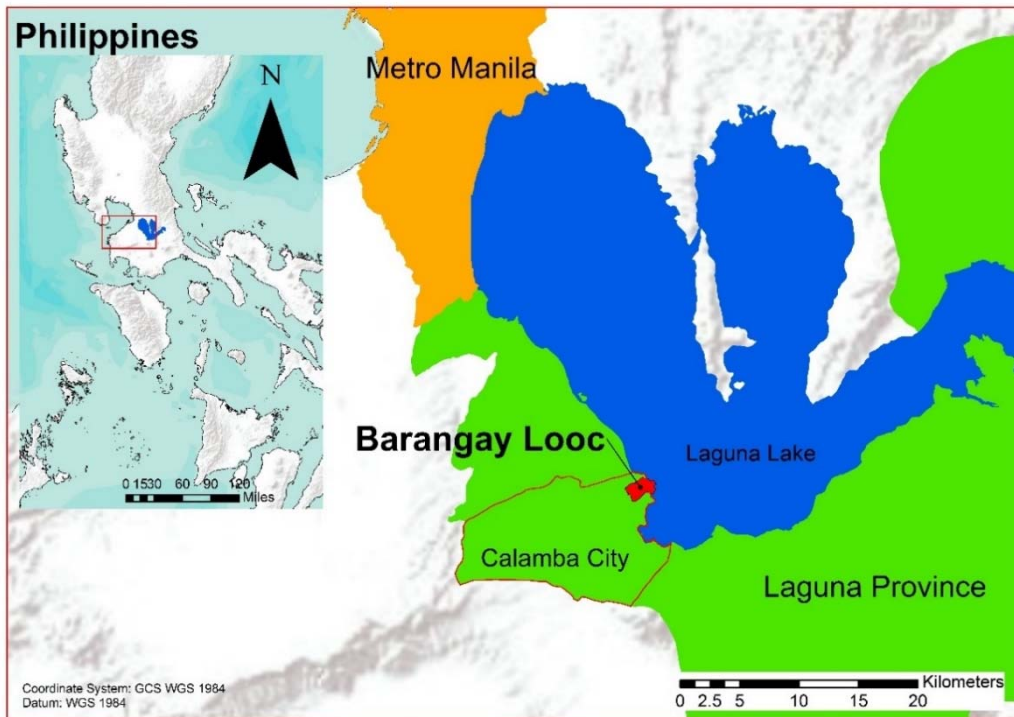 Philippines
N
0 1530 60 90 120
Miles
Metro Manila
Barangay Looc
Laguna Lake
Calamba City
Laguna Province
Coordinate System: GCS WGS 1984
Datum: WGS 1984
Kilometers
0 2.5 5 10 15 20